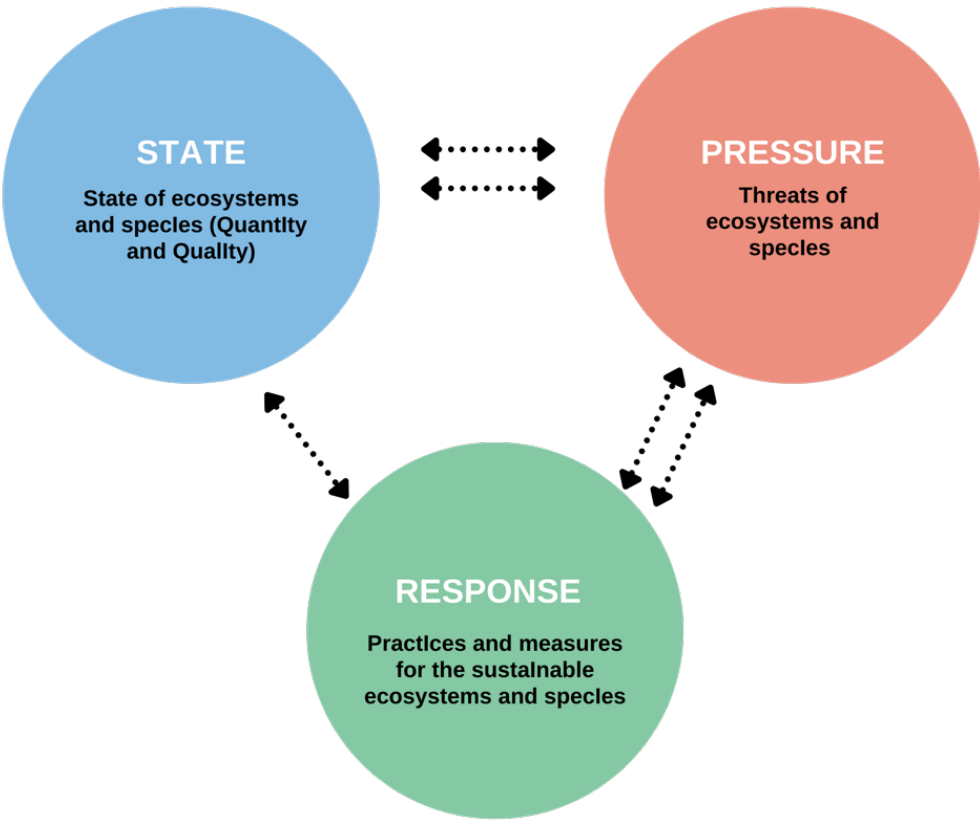 STATE
State of ecosystems
and specIes (QuantIty
and QualIty)
PRESSURE
Threats of
ecosystems and
specIes
RESPONSE
PractIces and measures
for the sustaInable
ecosystems and specIes